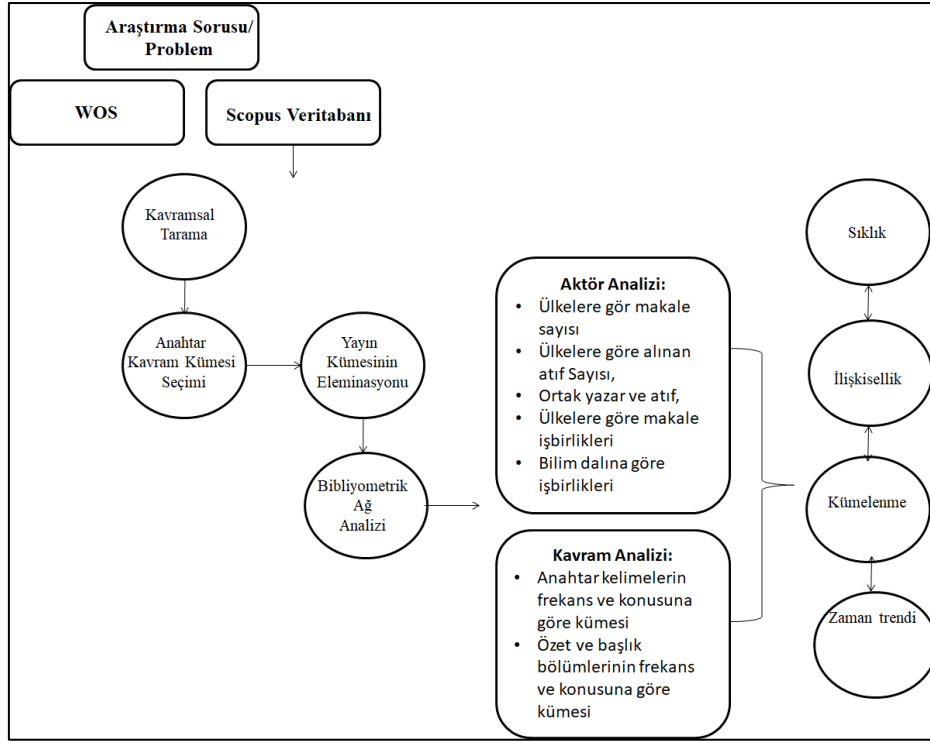 Araştırma Sorusu/
Problem
WOS
Scopus Veritabanı
Kavramsal
Tarama
Anahtar
Kavram Kümesi
Seçimi
Yayın
Kümesinin
Eleminasyonu
Bibliyometrik
Ağ
Analizi
Aktör Analizi:
• Ülkelere gör makale
sayısı
• Ülkelere göre alınan
atıf Sayısı,
• Ortak yazar ve atıf,
• Ülkelere göre makale
işbirlikleri
• Bilim dalına göre
işbirlikleri
Kavram Analizi:
• Anahtar kelimelerin
frekans ve konusuna
göre kümesi
• Özet ve başlık
bölümlerinin frekans
ve konusuna göre
kümesi
Sıklık
İlişkisellik
Kümelenme
Zaman trendi